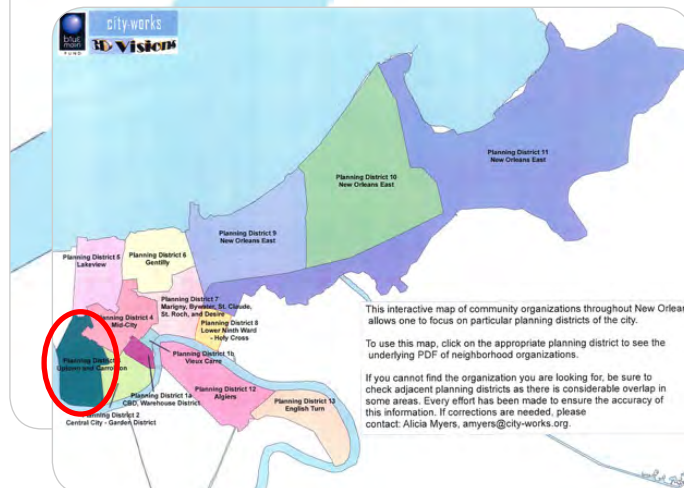 city·works
blue moon
FUND
3D Visions
Planning District 11
New Orleans East
Planning District 10
New Orleans East
Planning District 9
New Orleans East
Planning District 5
Lakeview
Planning District 6
Gentilly
Planning District 7
Marigny, Bywater, St. Claude,
St. Roch, and Desire
Planning District 4
Mid-City
Planning District 8
Lower Ninth Ward
- Holy Cross
Planning District
Uptown and Carrollton
Planning District 1b
Vieux Carre
Planning District 1a
CBD, Warehouse District
Planning District 12
Algiers
Planning District 13
English Turn
Planning District 2
Central City - Garden District
This interactive map of community organizations throughout New Orlean
allows one to focus on particular planning districts of the city.
To use this map, click on the appropriate planning district to see the
underlying PDF of neighborhood organizations.
If you cannot find the organization you are looking for, be sure to
check adjacent planning districts as there is considerable overlap in
some areas. Every effort has been made to ensure the accuracy of
this information. If corrections are needed, please
contact: Alicia Myers, amyers@city-works.org.